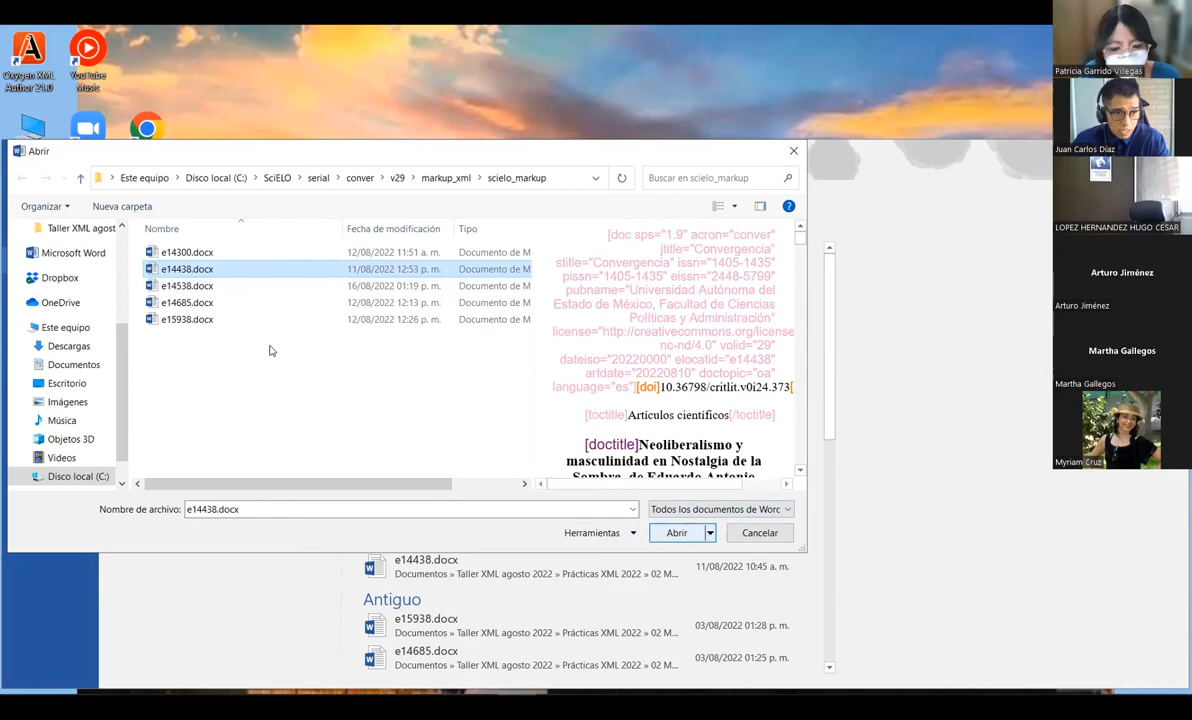 Oxygen XML
Author 21.0
YouTube
Music
Patricia Garrido Villegas
Juan Carlos Díaz
LOPEZ HERNANDEZ HUGO CESAR
Arturo Jiménez
Arturo Jiménez
Martha Gallegos
Martha Gallegos
Myriam Cruz
Abrir
Este equipo > Disco local (C:) > SciELO > serial > conver > v29 > markup_xml > scielo_markup
Buscar en scielo_markup
Organizar
Nueva carpeta
Taller XML agost
Microsoft Word
Dropbox
OneDrive
Este equipo
Descargas
Documentos
Escritorio
Imágenes
Música
Objetos 3D
Videos
Disco local (C:)
Nombre Fecha de modificación Tipo
e14300.docx 12/08/2022 11:51 a. m. Documento de M
e14438.docx 11/08/2022 12:53 p. m. Documento de M
e14538.docx 16/08/2022 01:19 p. m. Documento de M
e14685.docx 12/08/2022 12:13 p. m. Documento de M
e15938.docx 12/08/2022 12:26 p. m. Documento de M
[doc sps="1.9" acron="conver"
jtitle="Convergencia"
stitle="Convergencia" issn="1405-1435"
pissn="1405-1435" eissn="2448-5799"
pubname="Universidad Autónoma del
Estado de México, Facultad de Ciencias
Políticas y Administración"
license="http://creativecommons.org/license
nc-nd/4.0" volid="29"
dateiso="20220000" elocatid="e14438"
artdate="20220810" doctopic="oa"
language="es"][doi]10.36798/critlit.v0i24.373[
[toctitle]Artículos científicos[/toctitle]
[doctitle]Neoliberalismo y
masculinidad en Nostalgia de la
Sombra, de Eduardo Antonio
Nombre de archivo: e14438.docx
Todos los documentos de Word
Herramientas
Abrir
Cancelar
e14438.docx
Documentos » Taller XML agosto 2022 » Prácticas XML 2022 » 02 M...
11/08/2022 10:45 a. m.
Antiguo
e15938.docx
Documentos » Taller XML agosto 2022 » Prácticas XML 2022 » 02 M...
03/08/2022 01:28 p. m.
e14685.docx
Documentos » Taller XML agosto 2022 » Prácticas XML 2022 » 02 M...
03/08/2022 01:25 p. m.